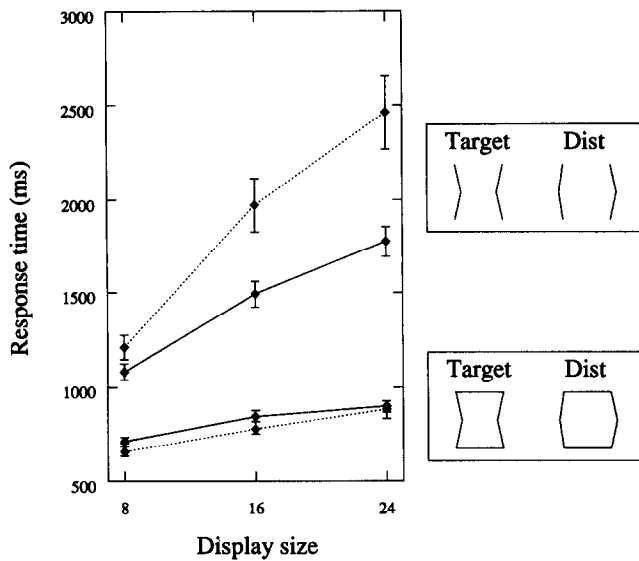 3000
2500
2000
1500
1000
500
Response time (ms)
8 16 24
Display size
Target Dist
Target Dist